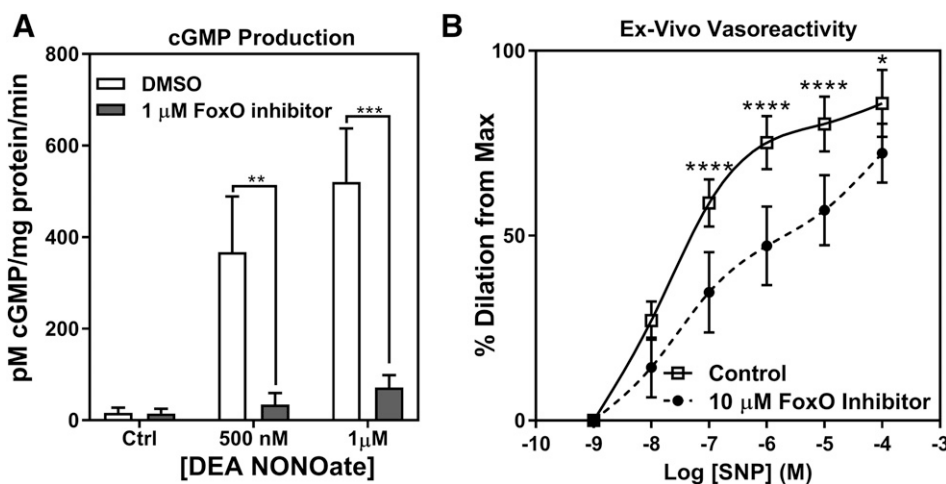 A
cGMP Production
pM cGMP/mg protein/min
800
600
400
200
0
DMSO
1 μM FoxO inhibitor
**
***
Ctrl
500 nM
1μM
[DEA NONOate]
B
Ex-Vivo Vasoreactivity
% Dilation from Max
100
50
0
****
****
****
*
Control
10 μM FoxO Inhibitor
-10
-9
-8
-7
-6
-5
-4
-3
Log [SNP] (M)